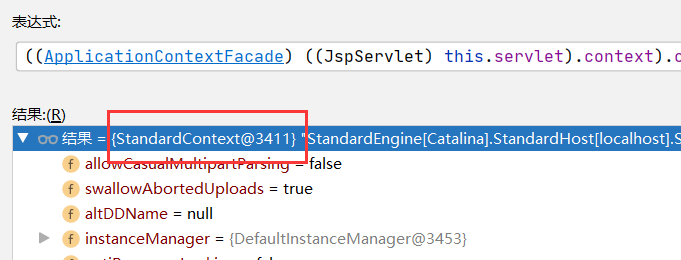 表达式:
((ApplicationContextFacade) ((JspServlet) this.servlet).context).c
结果:(R)
结果 = {StandardContext@3411} "StandardEngine[Catalina].StandardHost[localhost].S
f allowCasualMultipartParsing = false
f swallowAbortedUploads = true
f altDDName = null
f instanceManager = {DefaultInstanceManager@3453}